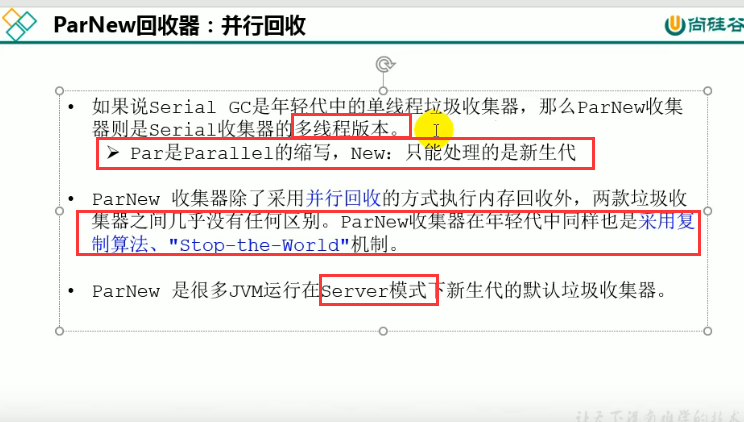 ParNew回收器：并行回收
尚硅谷
• 如果说Serial GC是年轻代中的单线程垃圾收集器，那么ParNew收集
器则是Serial收集器的多线程版本。
➢ Par是Parallel的缩写，New：只能处理的是新生代
• ParNew 收集器除了采用并行回收的方式执行内存回收外，两款垃圾收
集器之间几乎没有任何区别。ParNew收集器在年轻代中同样也是采用复
制算法、"Stop-the-World"机制。
• ParNew 是很多JVM运行在Server模式下新生代的默认垃圾收集器。
让天下没有难学的技术